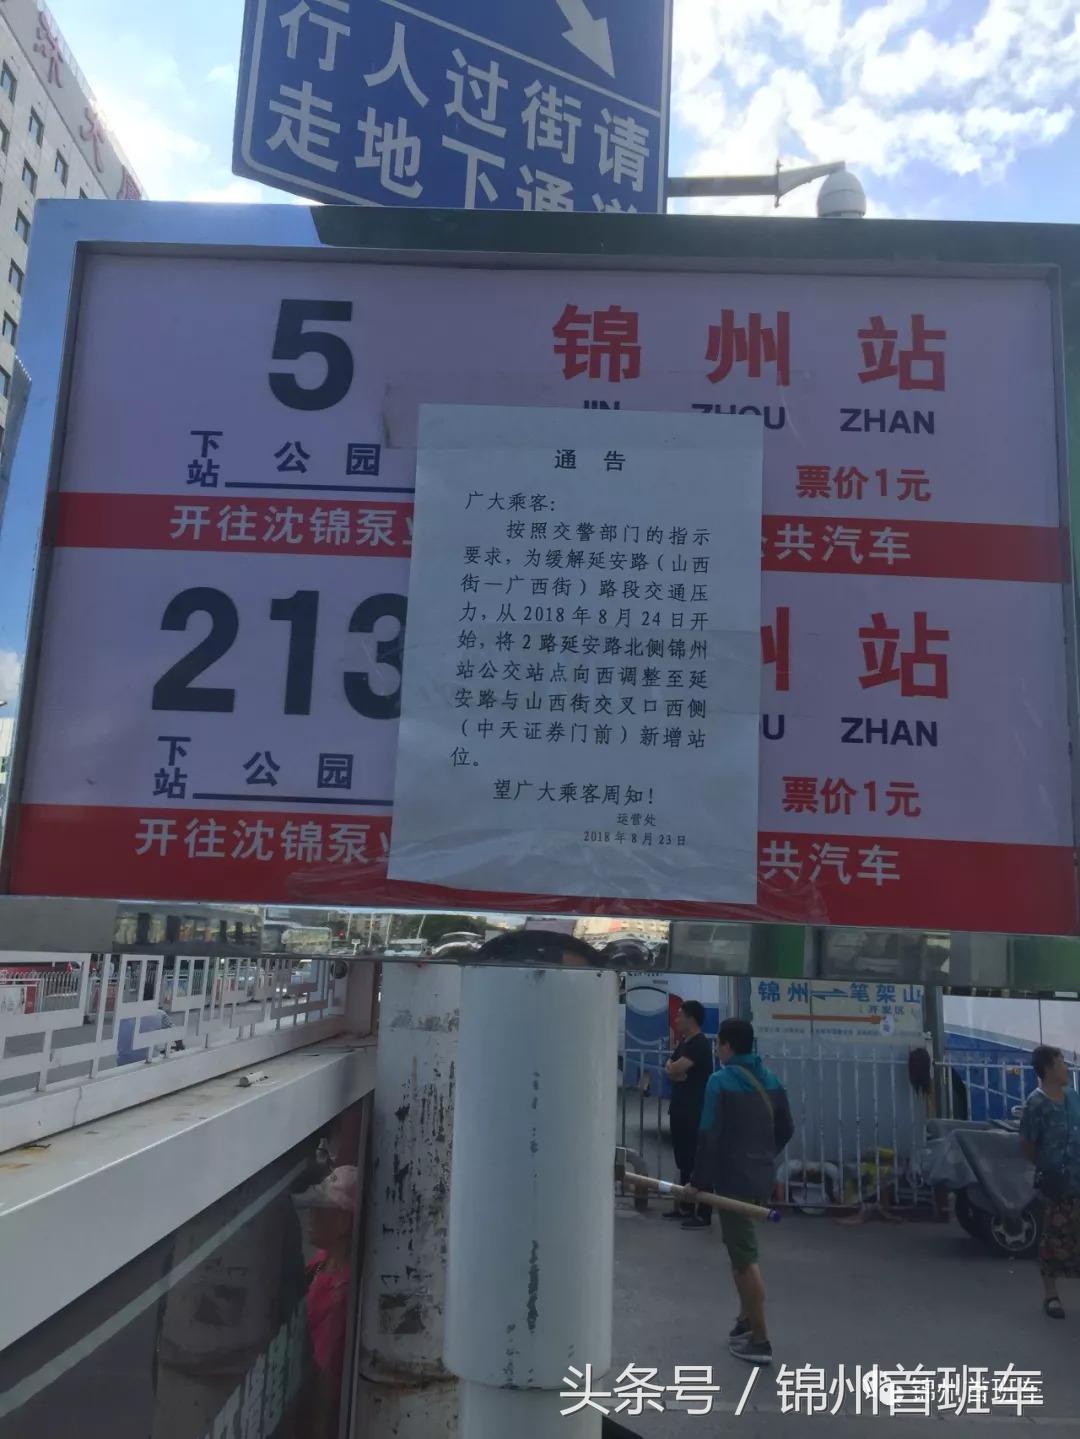 行人过街请
走地下通道
5
锦州站
ZHAN
下站 公园
票价1元
开往沈锦泵
共汽车
通告
广大乘客：
按照交警部门的指示
要求，为缓解延安路（山西
街—广西街）路段交通压
力，从2018年8月24日开
始，将2路延安路北侧锦州
站公交站点向西调整至延
安路与山西街交叉口西侧
（中天证券门前）新增站
位。
望广大乘客周知！
运营处
2018年8月23日
213
站
ZHAN
下站 公园
票价1元
开往沈锦泵
共汽车
锦州 笔架山
（开发区）
头条号 / 锦州首班车
锦州首班车